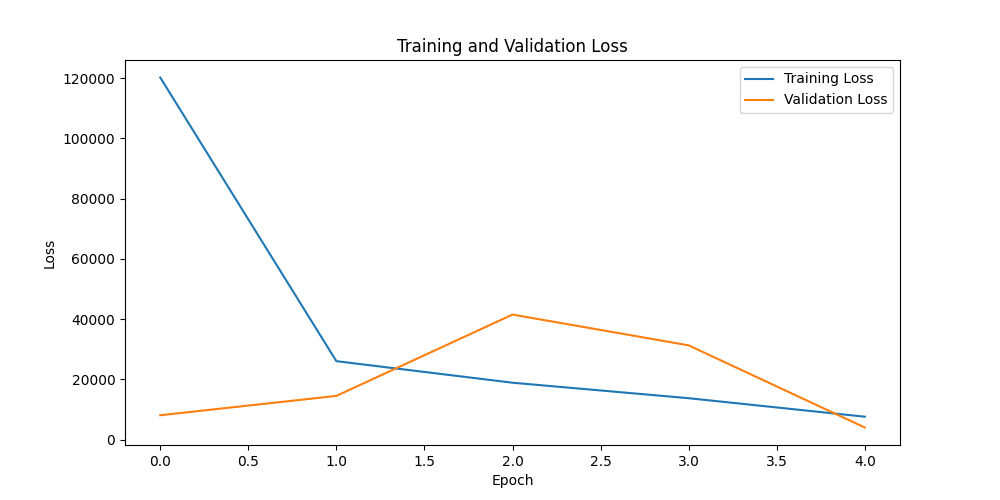 Training and Validation Loss
Training Loss
Validation Loss
120000
100000
80000
60000
40000
20000
0
Loss
0.0 0.5 1.0 1.5 2.0 2.5 3.0 3.5 4.0
Epoch